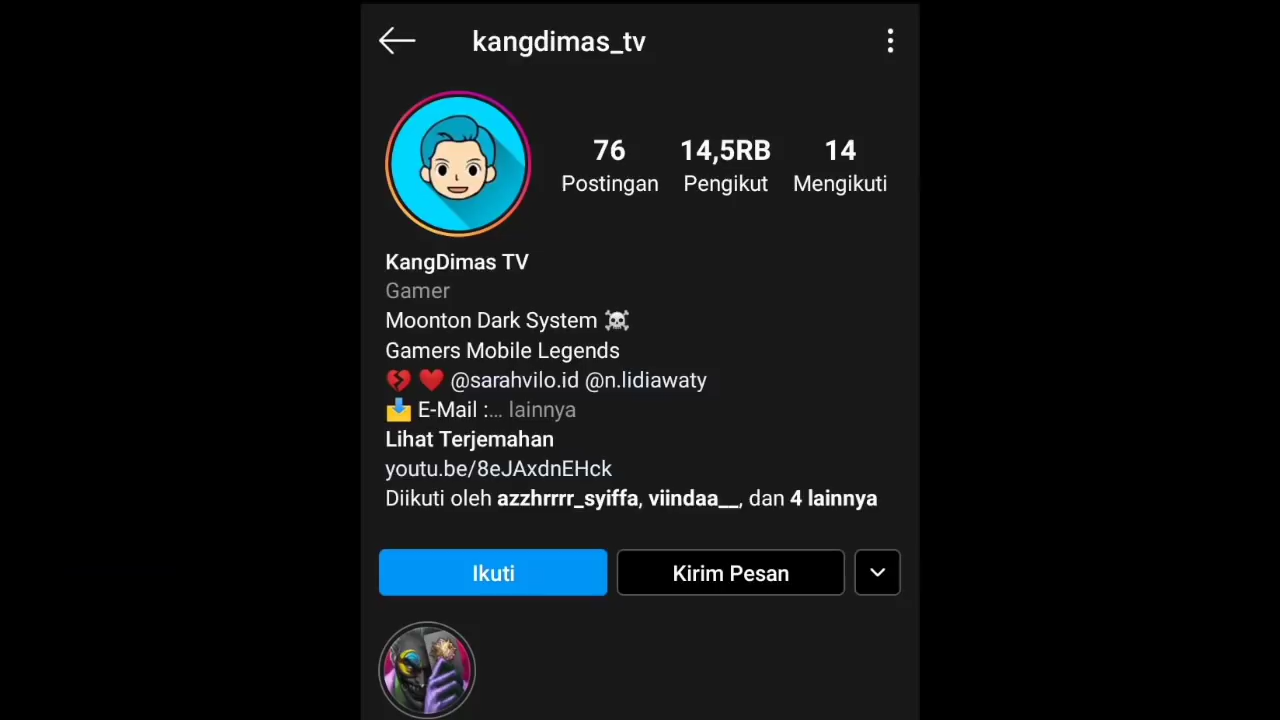 kangdimas_tv
76 14,5RB 14
Postingan Pengikut Mengikuti
KangDimas TV
Gamer
Moonton Dark System ☠️
Gamers Mobile Legends
💔 ❤️ @sarahvilo.id @n.lidiawaty
📩 E-Mail :... lainnya
Lihat Terjemahan
youtu.be/8eJAxdnEHck
Diikuti oleh azzhrrrr_syiffa, viindaa__, dan 4 lainnya
Ikuti Kirim Pesan